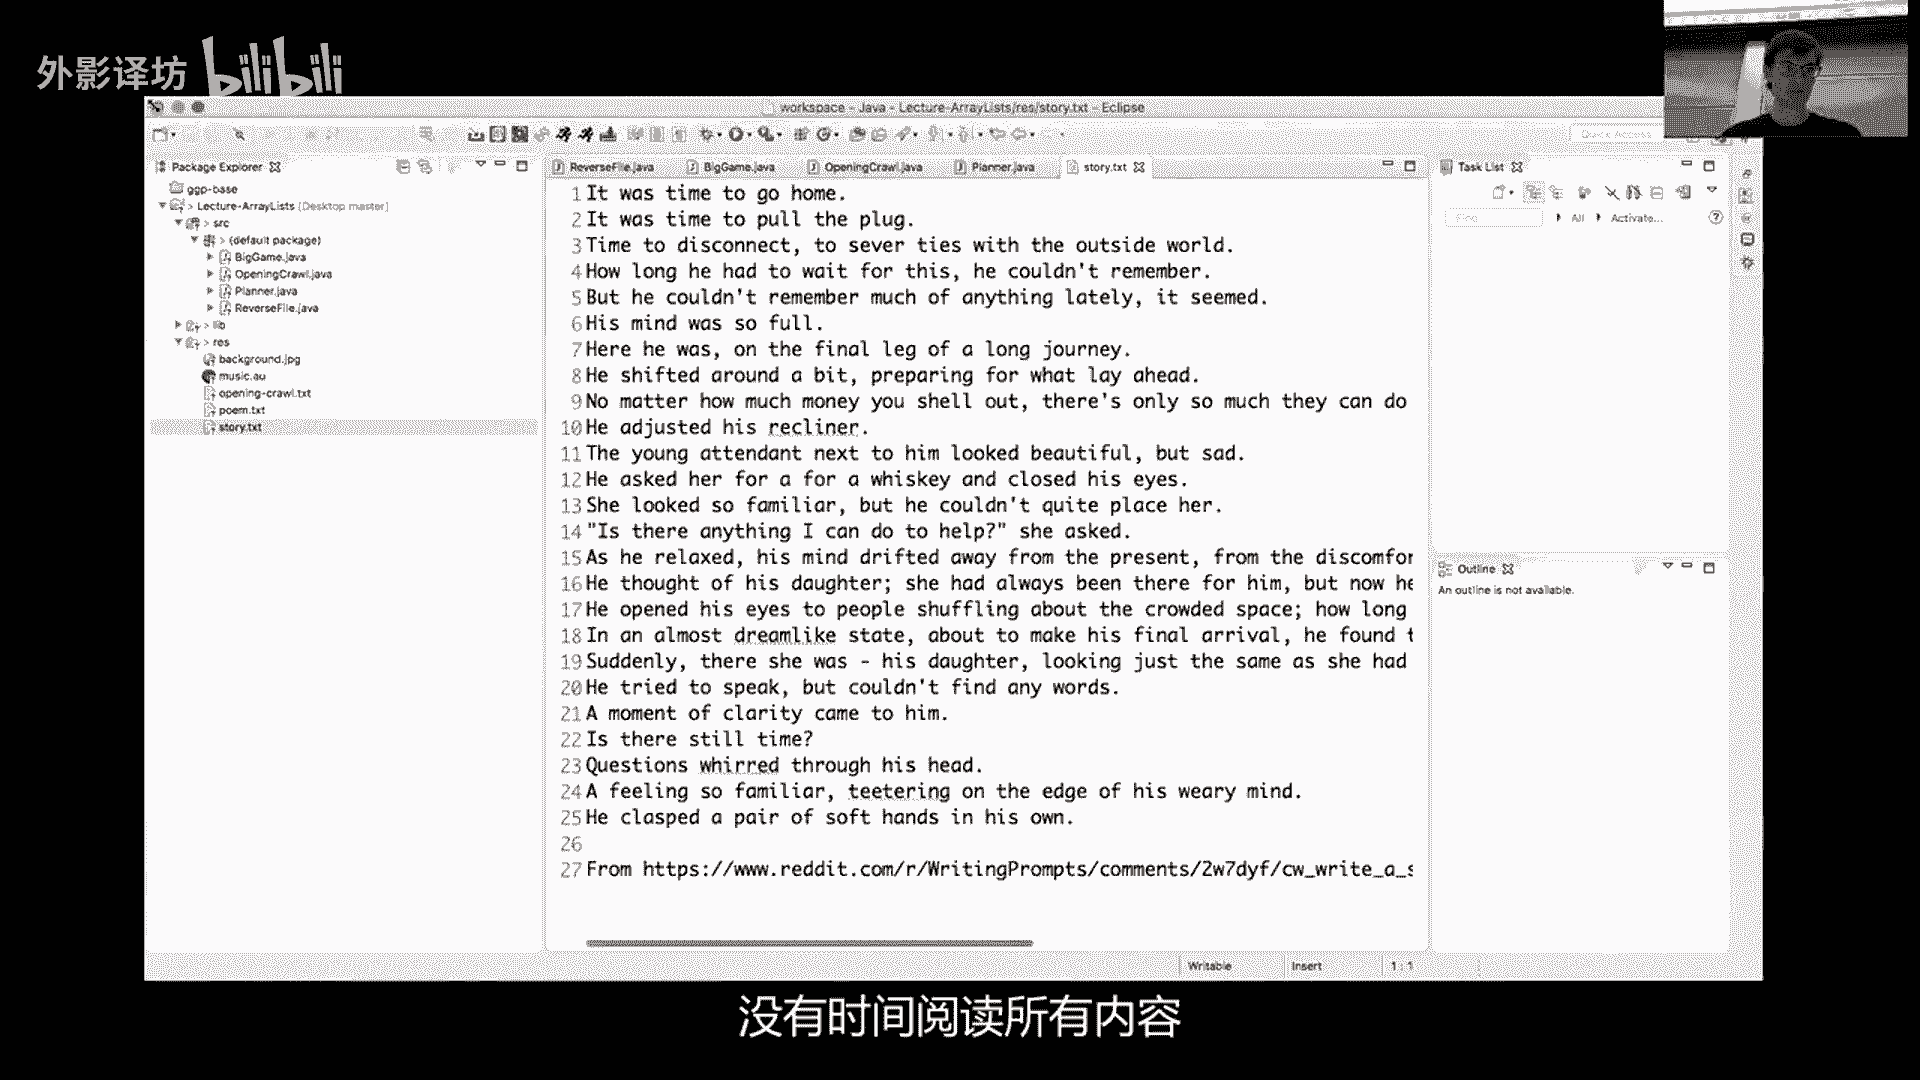 外影译坊 bilibili
workspace - Java - Lecture-ArrayLists/res/story.txt - Eclipse
Quick Access
Package Explorer
ggp-base
> Lecture-ArrayLists [Desktop master]
> src
> (default package)
> BigGame.java
> OpeningCrawl.java
> Planner.java
> ReverseFile.java
> lib
> res
background.jpg
music.au
opening-crawl.txt
poem.txt
story.txt
ReverseFile.java BigGame.java OpeningCrawl.java Planner.java story.txt
1 It was time to go home.
2 It was time to pull the plug.
3 Time to disconnect, to sever ties with the outside world.
4 How long he had to wait for this, he couldn't remember.
5 But he couldn't remember much of anything lately, it seemed.
6 His mind was so full.
7 Here he was, on the final leg of a long journey.
8 He shifted around a bit, preparing for what lay ahead.
9 No matter how much money you shell out, there's only so much they can do
10 He adjusted his recliner.
11 The young attendant next to him looked beautiful, but sad.
12 He asked her for a for a whiskey and closed his eyes.
13 She looked so familiar, but he couldn't quite place her.
14 "Is there anything I can do to help?" she asked.
15 As he relaxed, his mind drifted away from the present, from the discomfor
16 He thought of his daughter; she had always been there for him, but now he
17 He opened his eyes to people shuffling about the crowded space; how long
18 In an almost dreamlike state, about to make his final arrival, he found t
19 Suddenly, there she was - his daughter, looking just the same as she had
20 He tried to speak, but couldn't find any words.
21 A moment of clarity came to him.
22 Is there still time?
23 Questions whirred through his head.
24 A feeling so familiar, teetering on the edge of his weary mind.
25 He clasped a pair of soft hands in his own.
26
27 From https://www.reddit.com/r/WritingPrompts/comments/2w7dyf/cw_write_a_s
Task List
Find All Activate...
Outline
An outline is not available.
Writable Insert 1 : 1
没有时间阅读所有内容